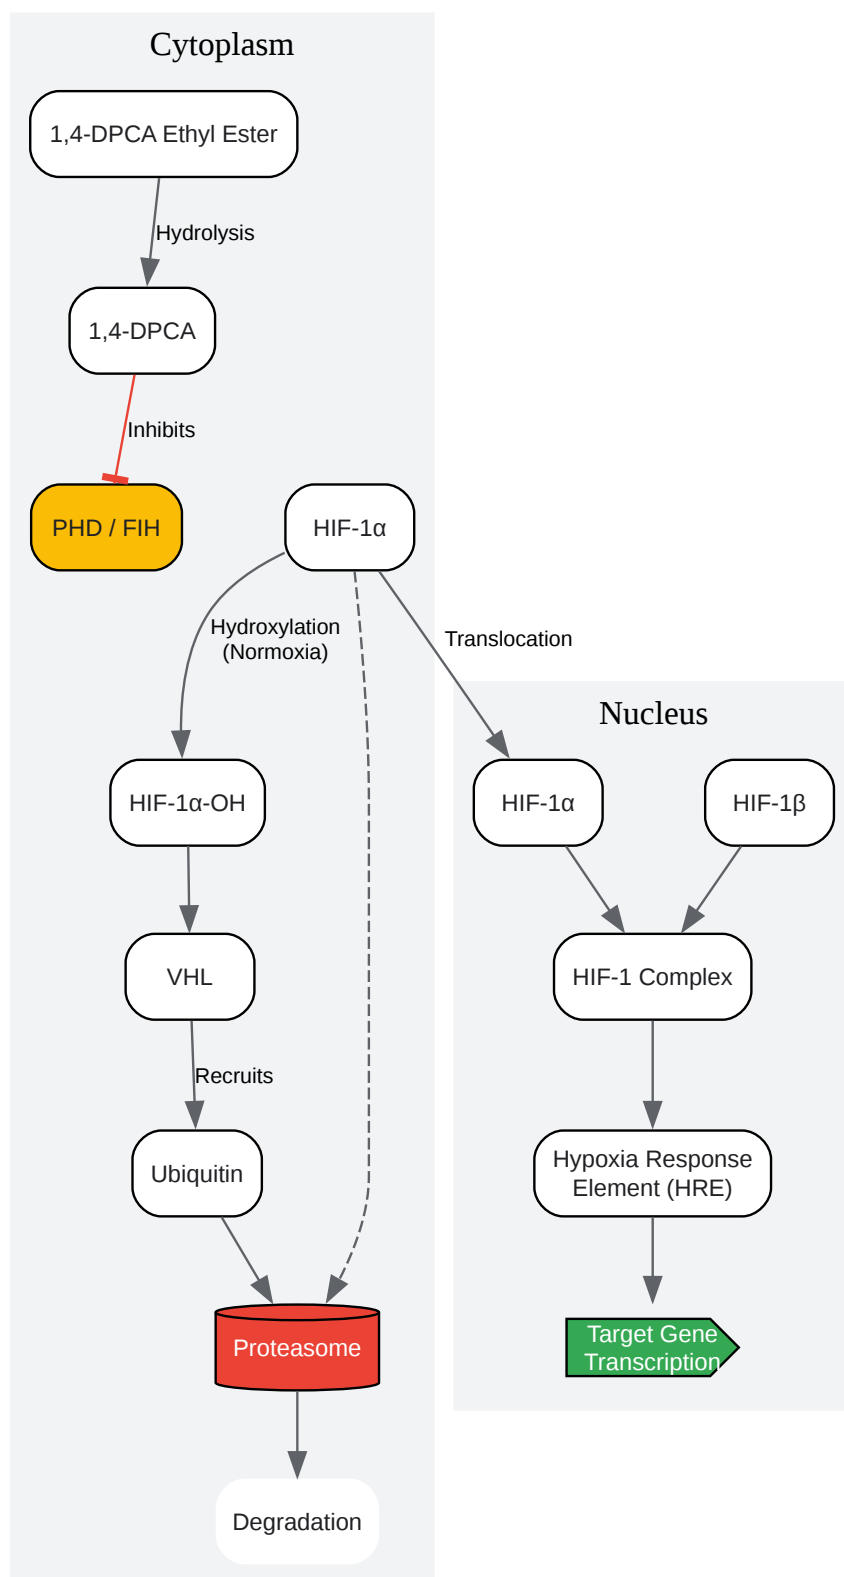 Cytoplasm
1,4-DPCA Ethyl Ester
Hydrolysis
1,4-DPCA
Inhibits
PHD / FIH
HIF-1α
Hydroxylation
(Normoxia)
Translocation
Nucleus
HIF-1α-OH
HIF-1α
HIF-1β
VHL
HIF-1 Complex
Recruits
Ubiquitin
Hypoxia Response
Element (HRE)
Proteasome
Target Gene
Transcription
Degradation